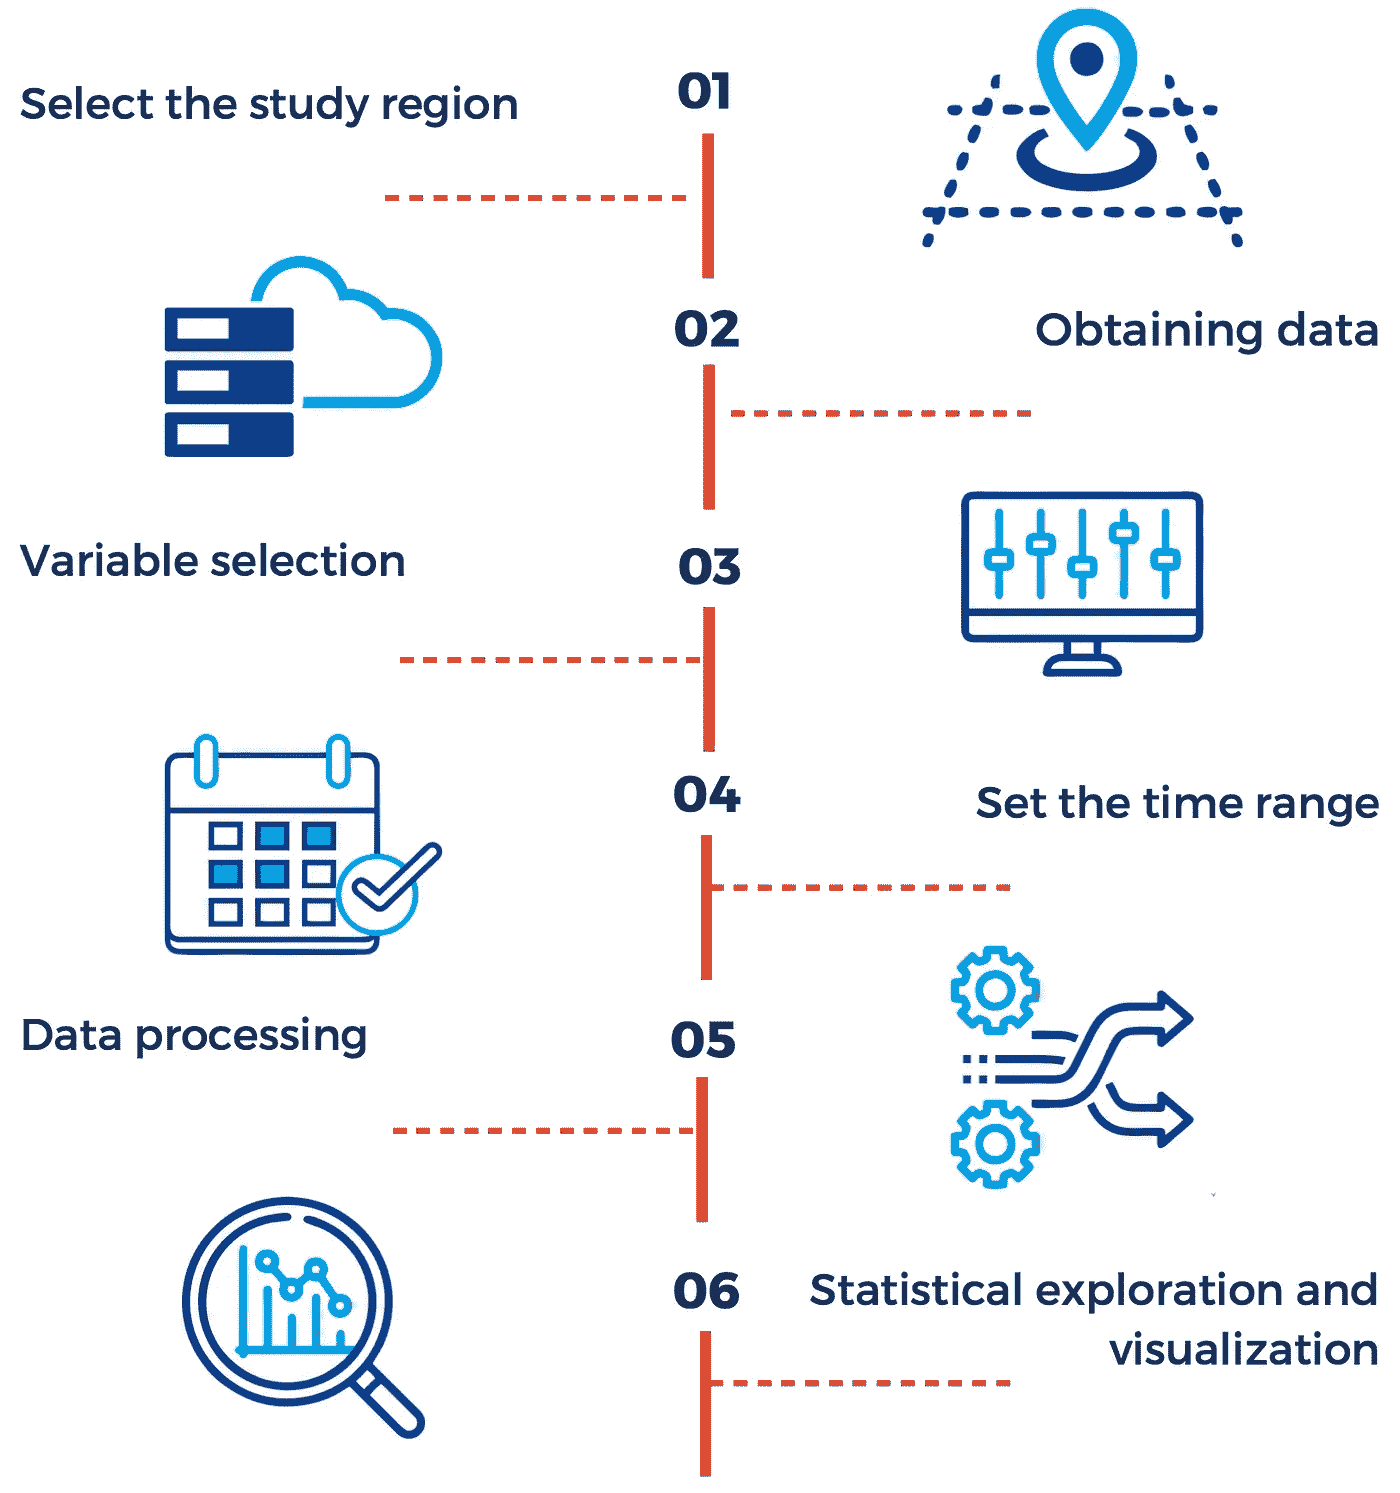 Select the study region
01
02
Obtaining data
Variable selection
03
04
Set the time range
Data processing
05
06
Statistical exploration and
visualization